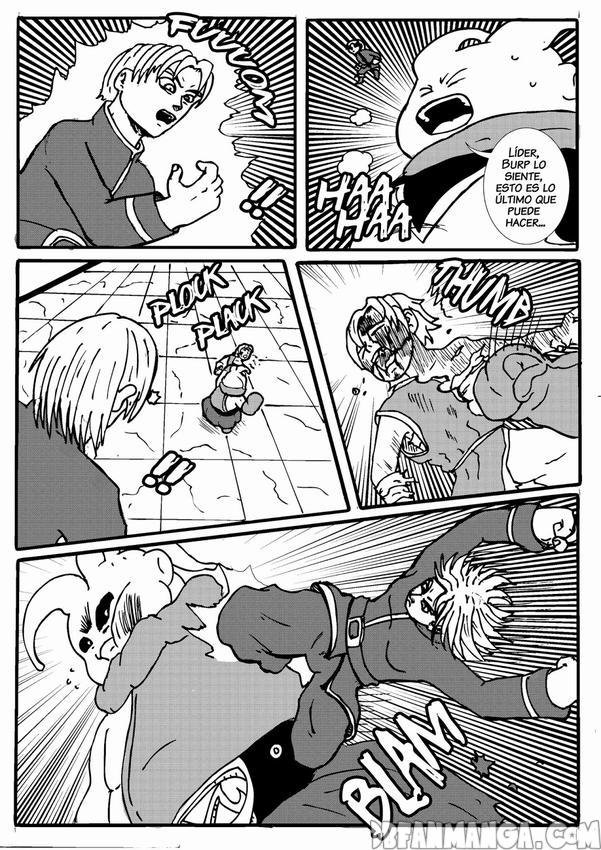 FUUUOM
!!
LÍDER,
BURP LO
SIENTE,
ESTO ES LO
ÚLTIMO QUE
PUEDE
HACER...
HAA
HAA
PLOCK
PLACK
!!
THUMB
BLAM
DBFANMANGA.COM